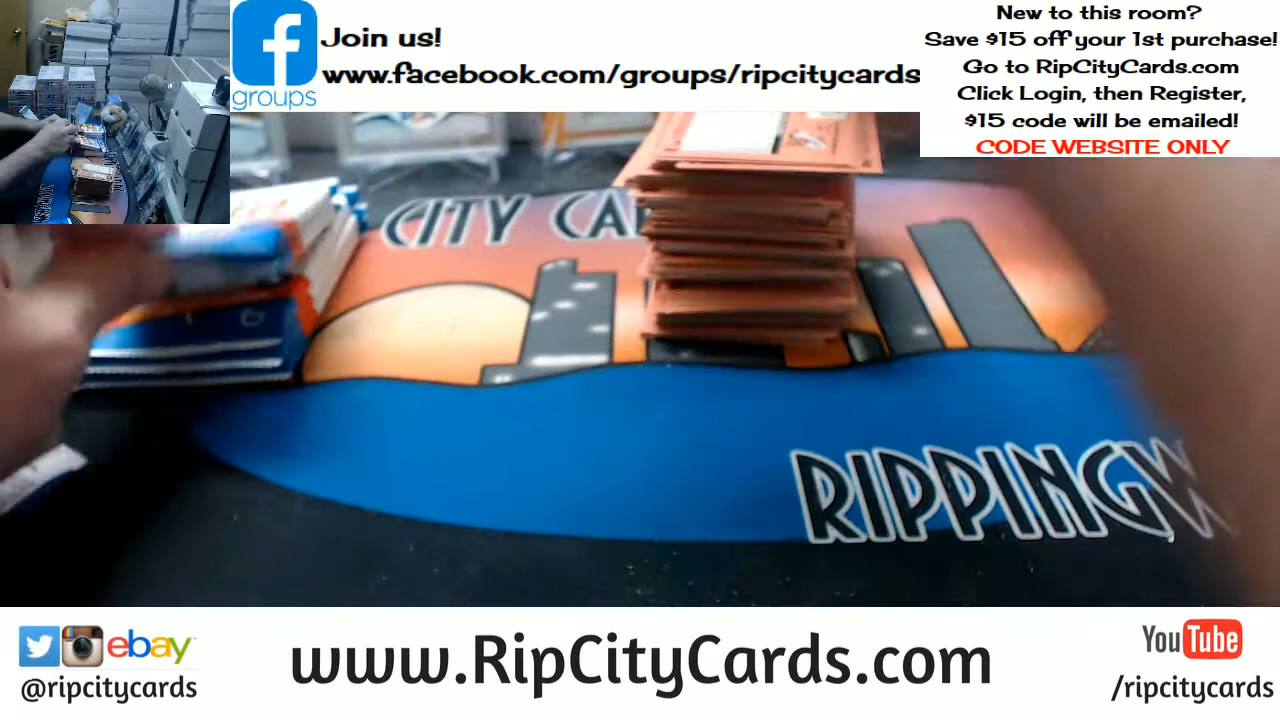 groups
Join us!
www.facebook.com/groups/ripcitycards
New to this room?
Save $15 off your 1st purchase!
Go to RipCityCards.com
Click Login, then Register,
$15 code will be emailed!
CODE WEBSITE ONLY
CITY CA
RIPPINGW
ebay
@ripcitycards
www.RipCityCards.com
YouTube
/ripcitycards